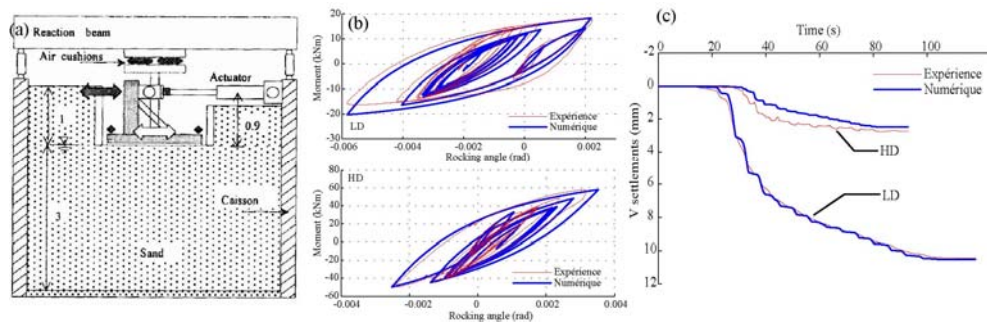 (a)
Reaction beam
Air cushions
Actuator
1
0.9
3
Caisson
Sand
(b)
20
10
0
-10
-20
-30
Moment (kNm)
LD
Expérience
Numérique
-0.006
-0.004
-0.002
0
0.002
Rocking angle (rad)
80
60
40
20
0
-20
-40
-60
Moment (kNm)
HD
Expérience
Numérique
-0.004
-0.002
0
0.002
0.004
Rocking angle (rad)
(c)
Time (s)
0 20 40 60 80 100
-2
0
2
4
6
8
10
12
V settlements (mm)
Expérience
Numérique
HD
LD